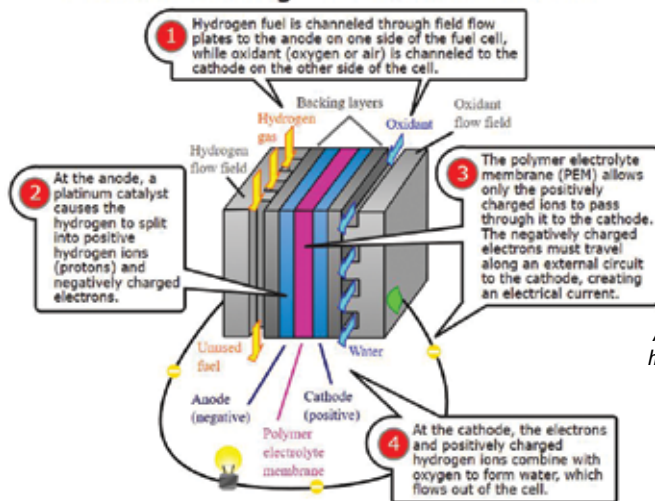 1
Hydrogen fuel is channeled through field flow
plates to the anode on one side of the fuel cell,
while oxidant (oxygen or air) is channeled to the
cathode on the other side of the cell.
Backing layers
Oxidant
flow field
Hydrogen
gas
Oxidant
Hydrogen
flow field
2
At the anode, a
platinum catalyst
causes the
hydrogen to split
into positive
hydrogen ions
(protons) and
negatively charged
electrons.
3
The polymer electrolyte
membrane (PEM) allows
only the positively
charged ions to pass
through it to the cathode.
The negatively charged
electrons must travel
along an external circuit
to the cathode, creating
an electrical current.
Unused
fuel
Water
Anode
(negative)
Cathode
(positive)
Polymer
electrolyte
membrane
4
At the cathode, the electrons
and positively charged
hydrogen ions combine with
oxygen to form water, which
flows out of the cell.